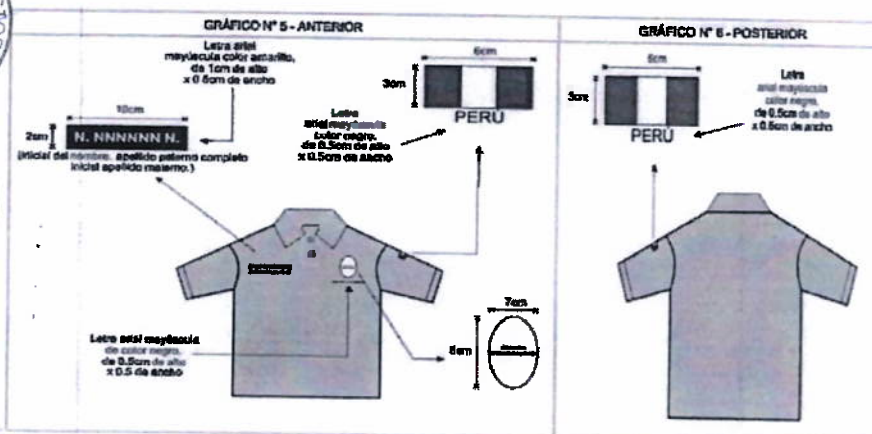 GRÁFICO N° 5 - ANTERIOR
Letra arial
mayúscula color amarillo,
de 1cm de alto
x 0.5cm de ancho
10cm
2cm
N. NNNNNN N.
(inicial del nombre, apellido paterno completo
inicial apellido materno.)
6cm
3cm
PERÚ
Letra
arial mayúscula
color negro,
de 0.5cm de alto
x 0.5cm de ancho
Letra arial mayúscula
de color negro,
de 0.5cm de alto
x 0.5 de ancho
7cm
GRÁFICO N° 6 - POSTERIOR
6cm
3cm
PERÚ
Letra
arial mayúscula
color negro,
de 0.5cm de alto
x 0.5cm de ancho